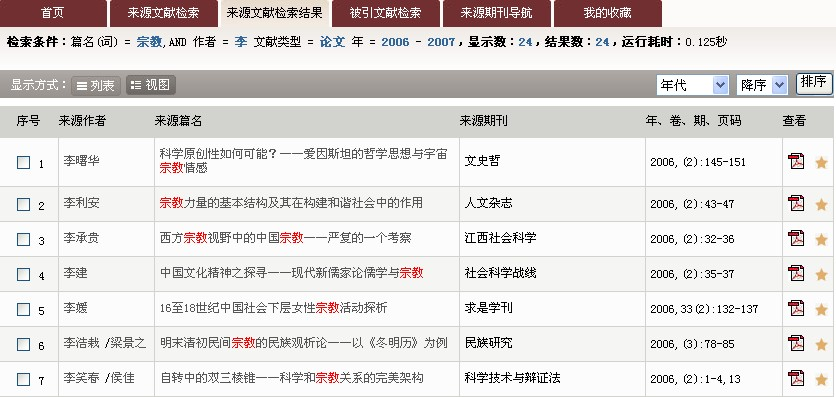 首页 来源文献检索 来源文献检索结果 被引文献检索 来源期刊导航 我的收藏
检索条件：篇名(词) = 宗教,AND 作者 = 李 文献类型 = 论文 年 = 2006 - 2007，显示数：24，结果数：24，运行耗时：0.125秒
显示方式： 列表 视图 年代 降序 排序
序号 来源作者 来源篇名 来源期刊 年、卷、期、页码 查看
1 李曙华 科学原创性如何可能？——爱因斯坦的哲学思想与宇宙宗教情感 文史哲 2006, (2):145-151
2 李利安 宗教力量的基本结构及其在构建和谐社会中的作用 人文杂志 2006, (2):43-47
3 李承贵 西方宗教视野中的中国宗教——严复的一个考察 江西社会科学 2006, (2):32-36
4 李建 中国文化精神之探寻——现代新儒家论儒学与宗教 社会科学战线 2006, (2):35-37
5 李媛 16至18世纪中国社会下层女性宗教活动探析 求是学刊 2006,33(2):132-137
6 李浩栽 /梁景之 明末清初民间宗教的民族观析论——以《冬明历》为例 民族研究 2006, (3):78-85
7 李笑春 /侯佳 自转中的双三棱锥——科学和宗教关系的完美架构 科学技术与辩证法 2006, (2):1-4,13